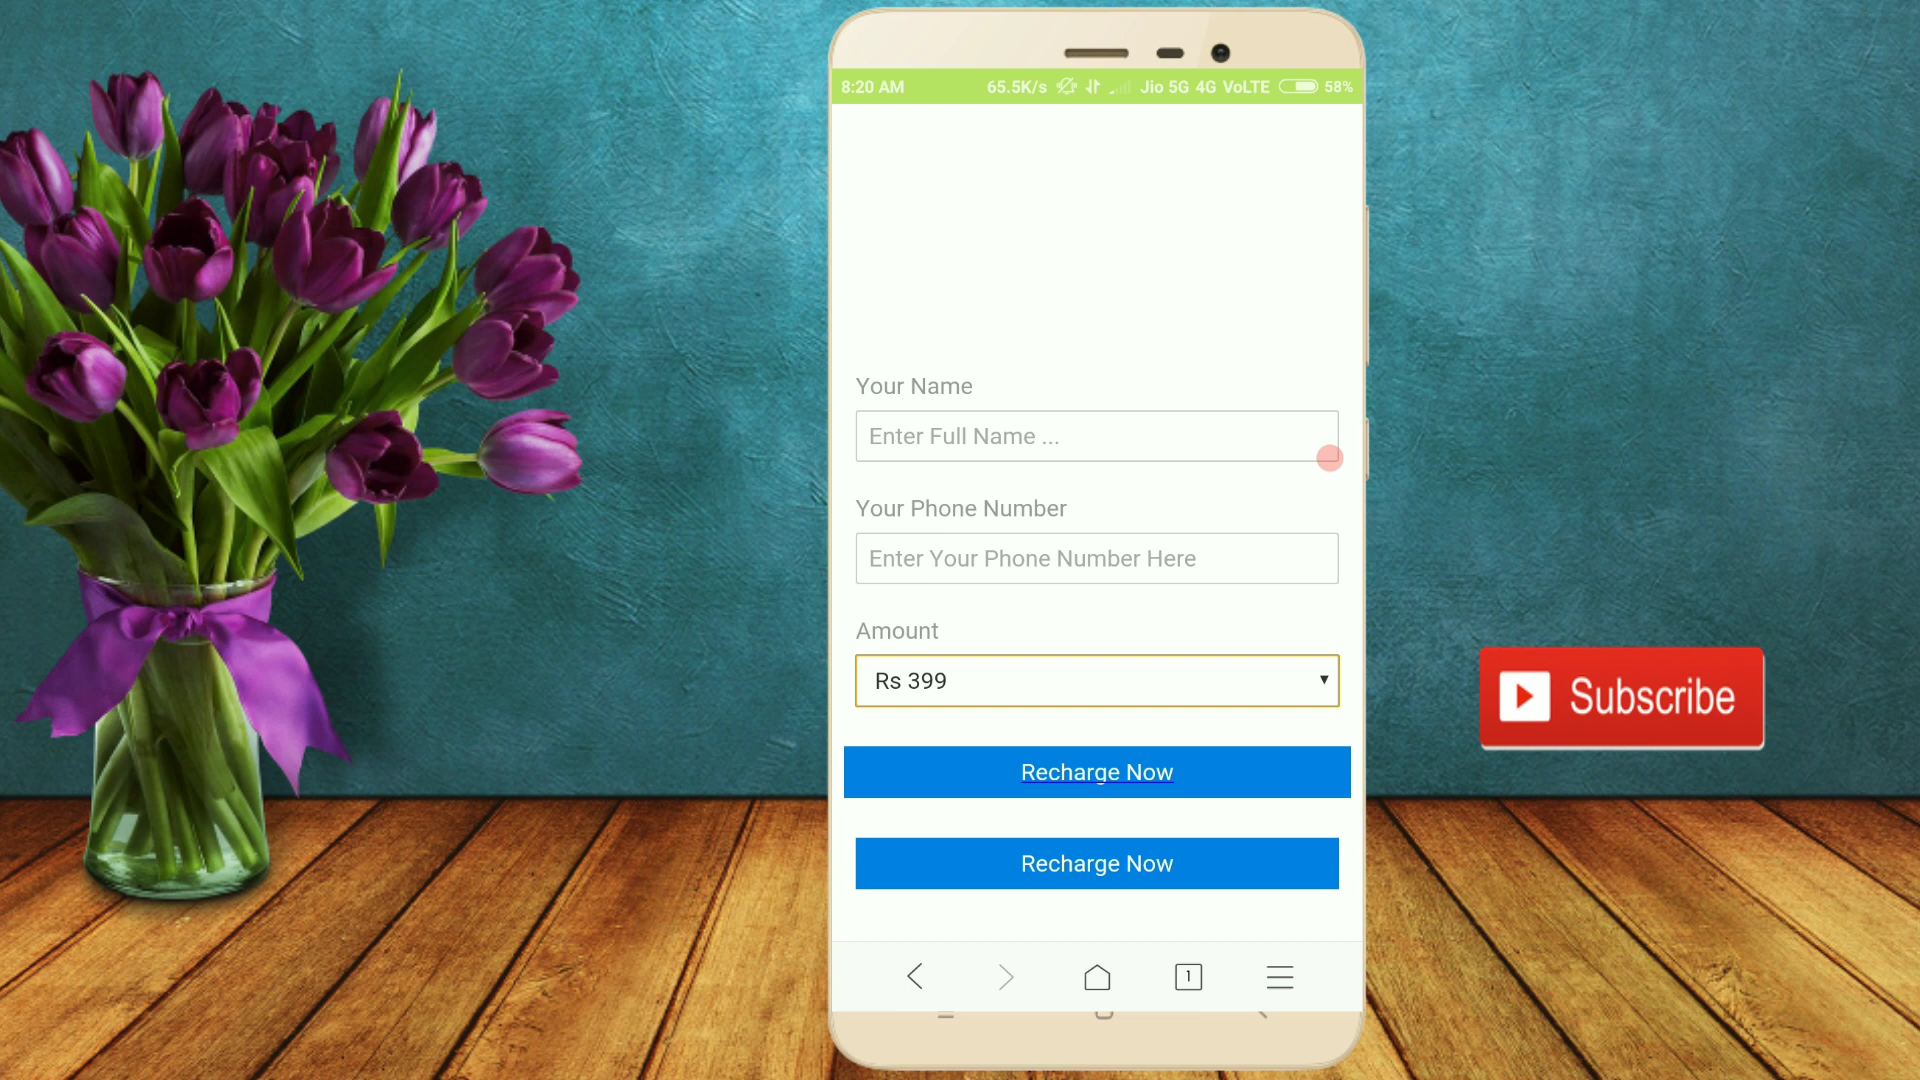 8:20 AM 65.5K/s Jio 5G 4G VoLTE 58%
Your Name
Enter Full Name ...
Your Phone Number
Enter Your Phone Number Here
Amount
Rs 399
Recharge Now
Recharge Now
1
Subscribe